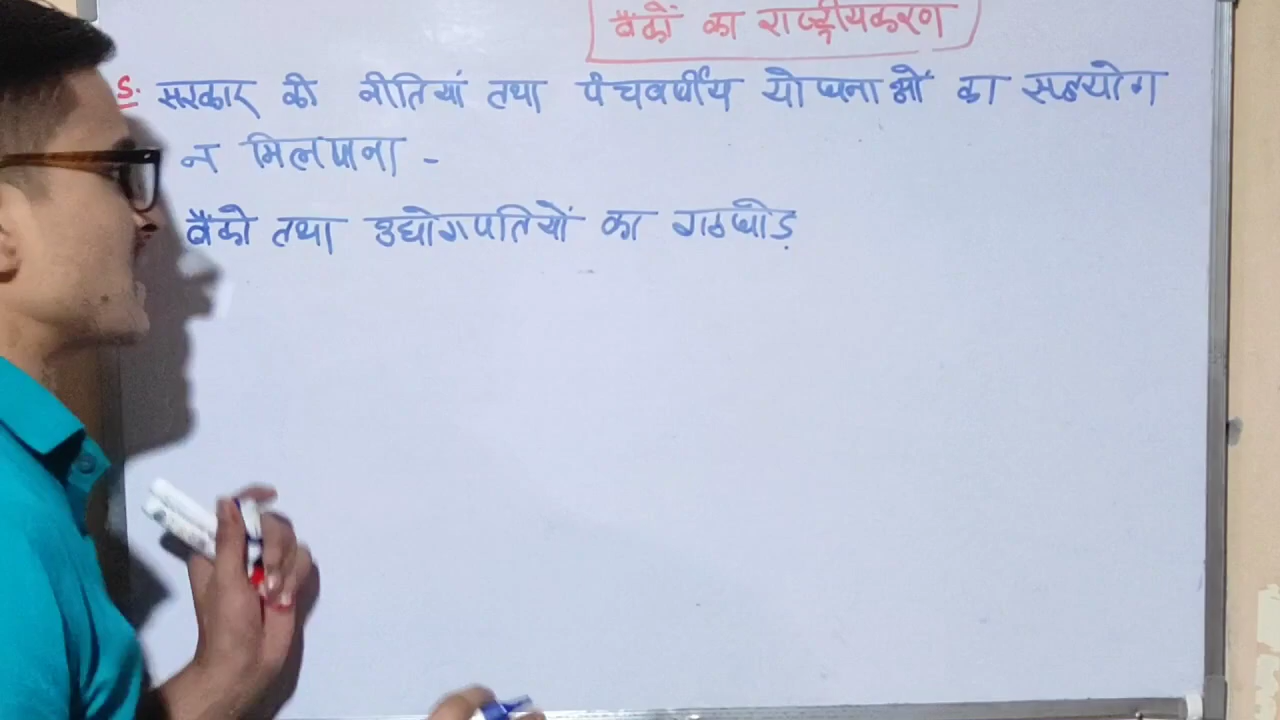 बैंकों का राष्ट्रीयकरण
5. सरकार की नीतियां तथा पंचवर्षीय योजनाओं का सहयोग
न मिलपाना -
बैंको तथा उद्योगपतियों का गठजोड़